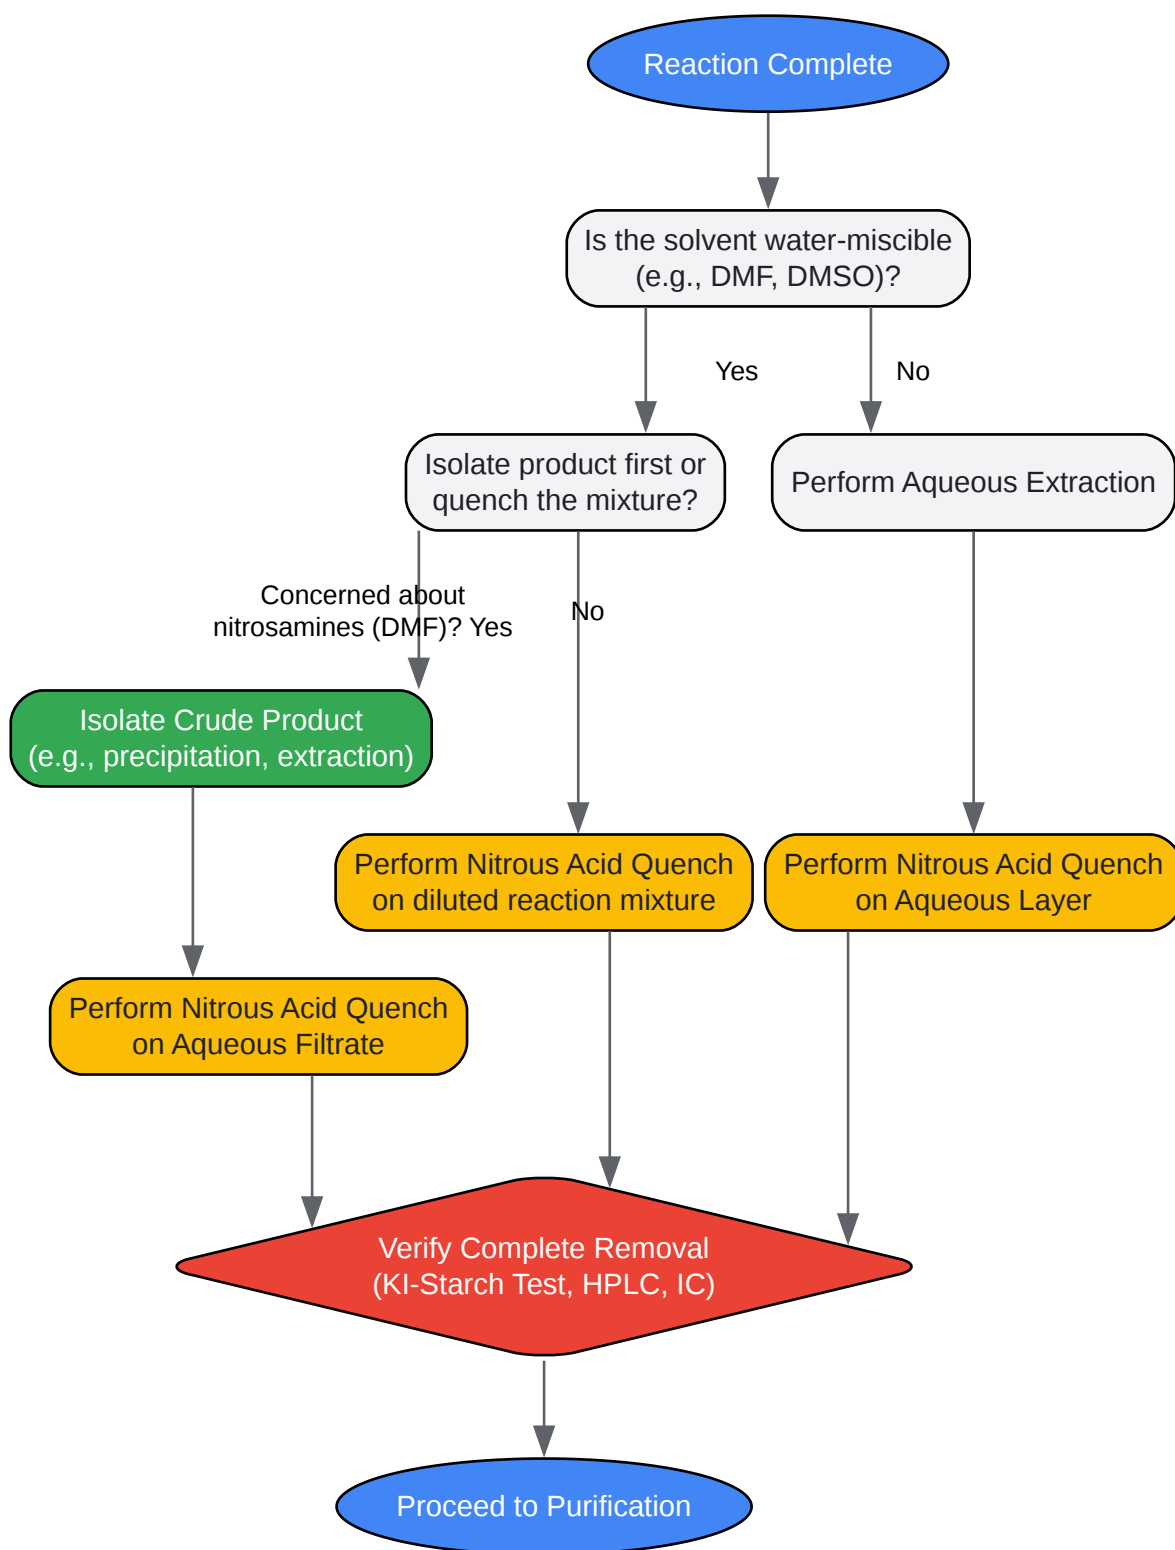 Reaction Complete
Is the solvent water-miscible
(e.g., DMF, DMSO)?
Yes
No
Isolate product first or
quench the mixture?
Perform Aqueous Extraction
Concerned about
nitrosamines (DMF)? Yes
No
Isolate Crude Product
(e.g., precipitation, extraction)
Perform Nitrous Acid Quench
on diluted reaction mixture
Perform Nitrous Acid Quench
on Aqueous Layer
Perform Nitrous Acid Quench
on Aqueous Filtrate
Verify Complete Removal
(KI-Starch Test, HPLC, IC)
Proceed to Purification